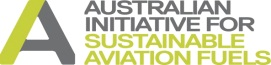 AUSTRALIAN
INITIATIVE FOR
SUSTAINABLE
AVIATION FUELS